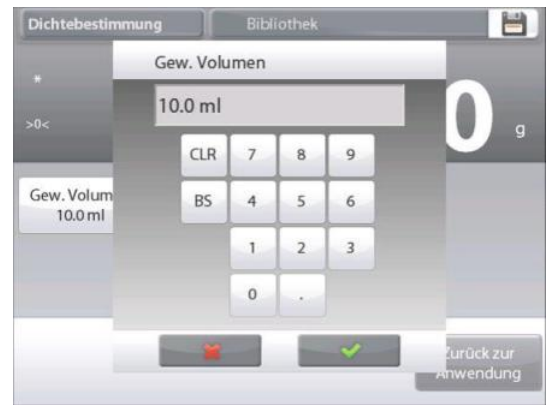 Dichtebestimmung
Bibliothek
Gew. Volumen
*
10.0 ml
>0<
0 g
CLR 7 8 9
Gew. Volum
10.0 ml
BS 4 5 6
1 2 3
0 .
Zurück zur
Anwendung